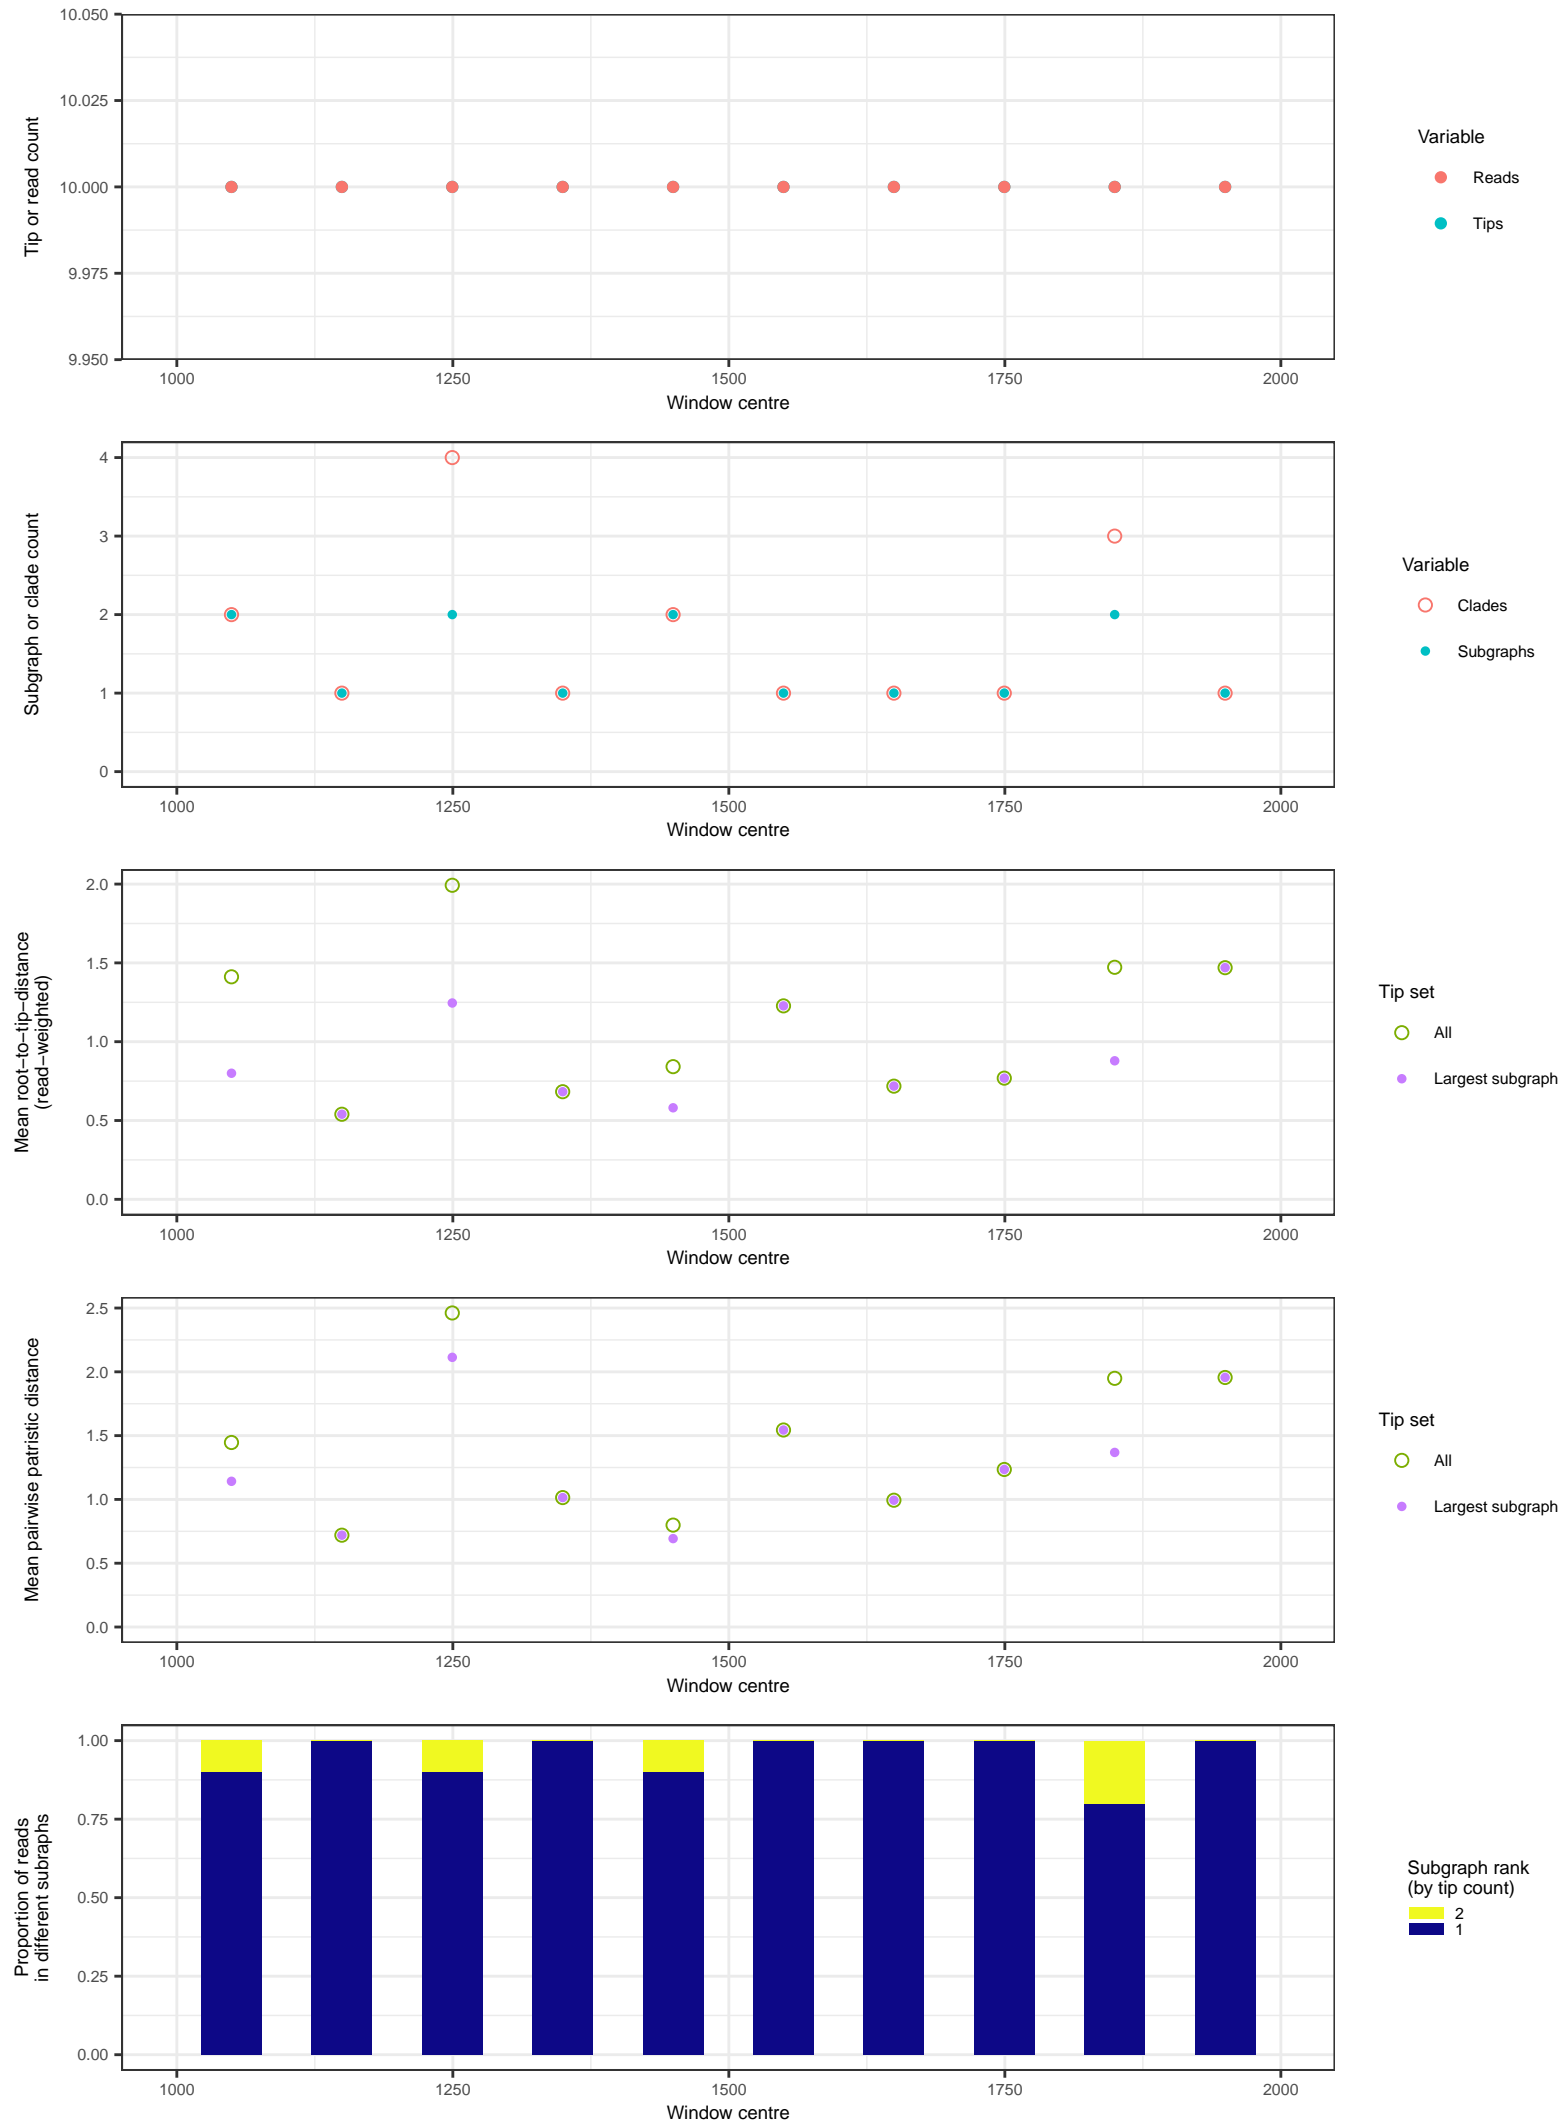 10.050
10.025
10.000
9.975
9.950
Tip or read count
1000 1250 1500 1750 2000
Window centre
Variable
Reads
Tips
4
3
2
1
0
Subgraph or clade count
1000 1250 1500 1750 2000
Window centre
Variable
Clades
Subgraphs
2.0
1.5
1.0
0.5
0.0
Mean root−to−tip−distance
(read−weighted)
1000 1250 1500 1750 2000
Window centre
Tip set
All
Largest subgraph
2.5
2.0
1.5
1.0
0.5
0.0
Mean pairwise patristic distance
1000 1250 1500 1750 2000
Window centre
Tip set
All
Largest subgraph
1.00
0.75
0.50
0.25
0.00
Proportion of reads
in different subraphs
1000 1250 1500 1750 2000
Window centre
Subgraph rank
(by tip count)
2
1